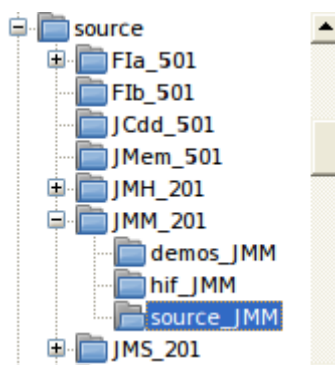 source
FIa_501
FIb_501
JCdd_501
JMem_501
JMH_201
JMM_201
demos_JMM
hif_JMM
source_JMM
JMS_201